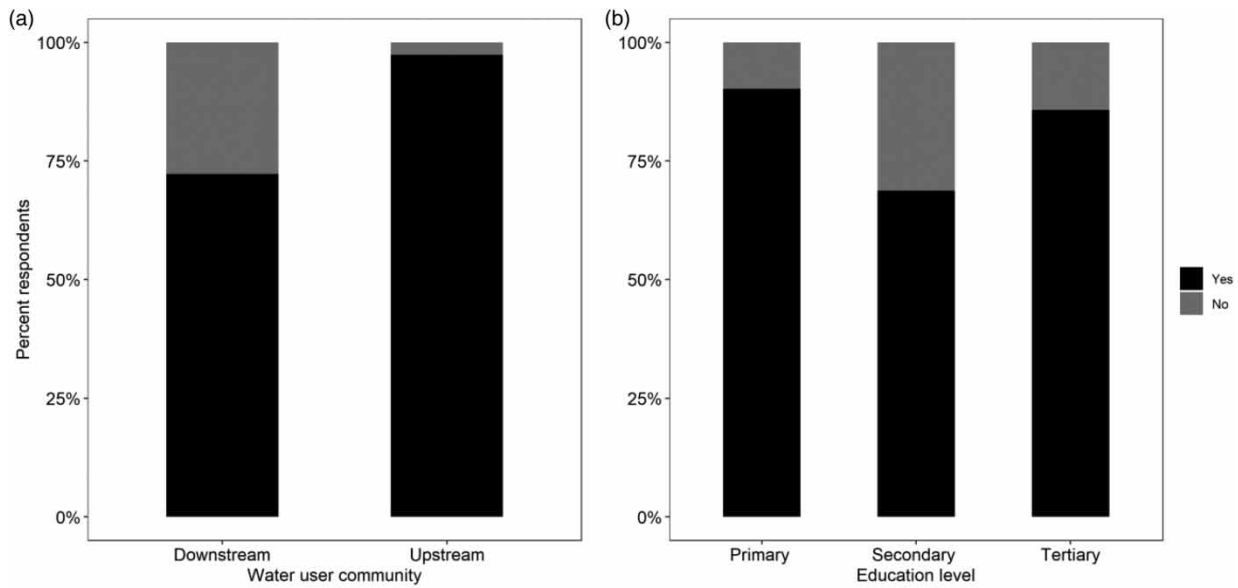 (a)
100%
75%
50%
25%
0%
Percent respondents
Downstream Upstream
Water user community
(b)
100%
75%
50%
25%
0%
Primary Secondary Tertiary
Education level
Yes
No